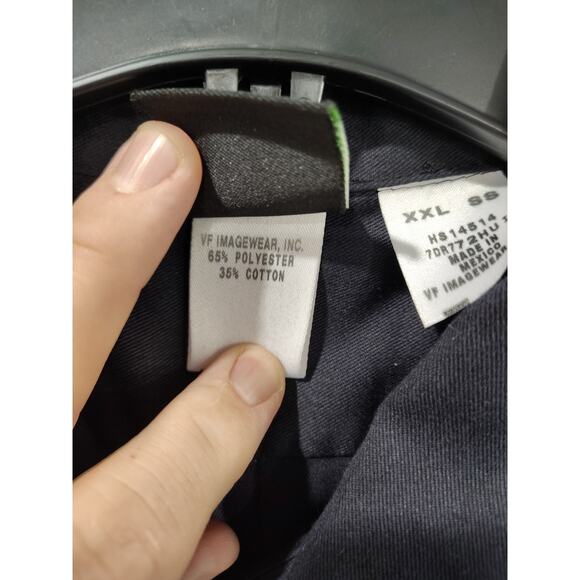 VF IMAGEWEAR, INC.
65% POLYESTER
35% COTTON
XXL SS
HS14514
7DR772HU
MADE IN
MEXICO
VF IMAGEWEAR